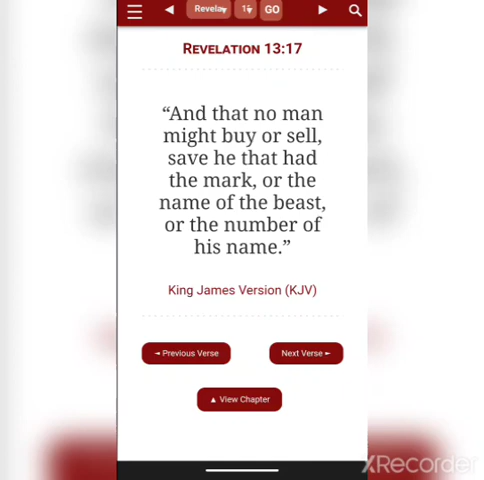 Revela
GO
REVELATION 13:17
“And that no man
might buy or sell,
save he that had
the mark, or the
name of the beast,
or the number of
his name.”
King James Version (KJV)
◄ Previous Verse
Next Verse ►
▲ View Chapter
XRecorder